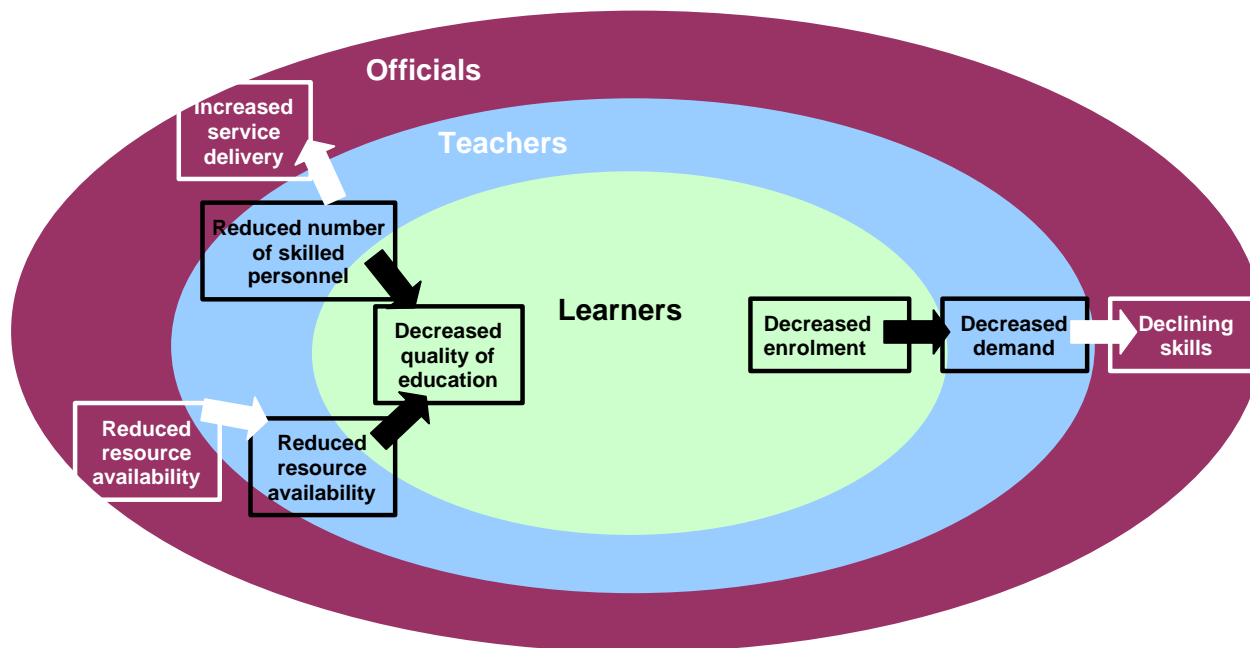 Officials
Increased
service
delivery
Teachers
Reduced number
of skilled
personnel
Learners
Decreased
quality of
education
Decreased
enrolment
Decreased
demand
Declining
skills
Reduced
resource
availability
Reduced
resource
availability